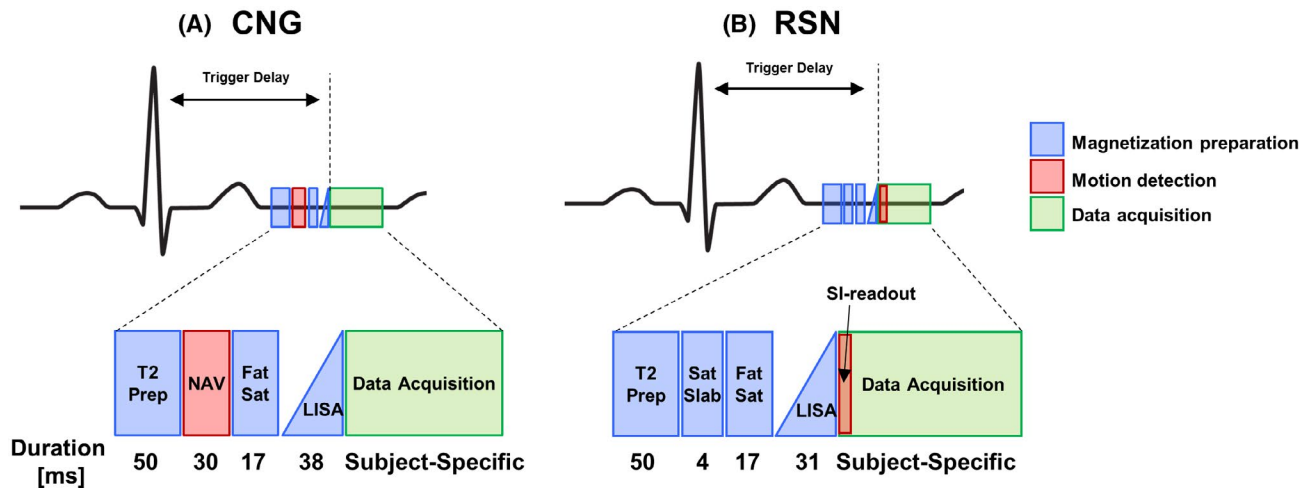 (A) CNG
Trigger Delay
T2
Prep
NAV
Fat
Sat
LISA
Data Acquisition
Duration
[ms]
50 30 17 38 Subject-Specific
(B) RSN
Trigger Delay
SI-readout
T2
Prep
Sat
Slab
Fat
Sat
LISA
Data Acquisition
50 4 17 31 Subject-Specific
Magnetization preparation
Motion detection
Data acquisition